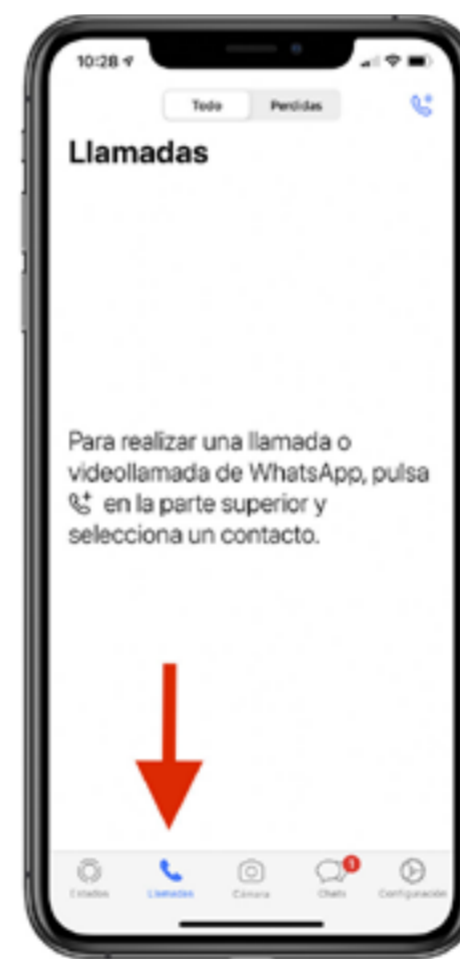 10:28
Todo Perdidas
Llamadas
Para realizar una llamada o
videollamada de WhatsApp, pulsa
en la parte superior y
selecciona un contacto.
1
Estados Llamadas Cámara Chats Configuración